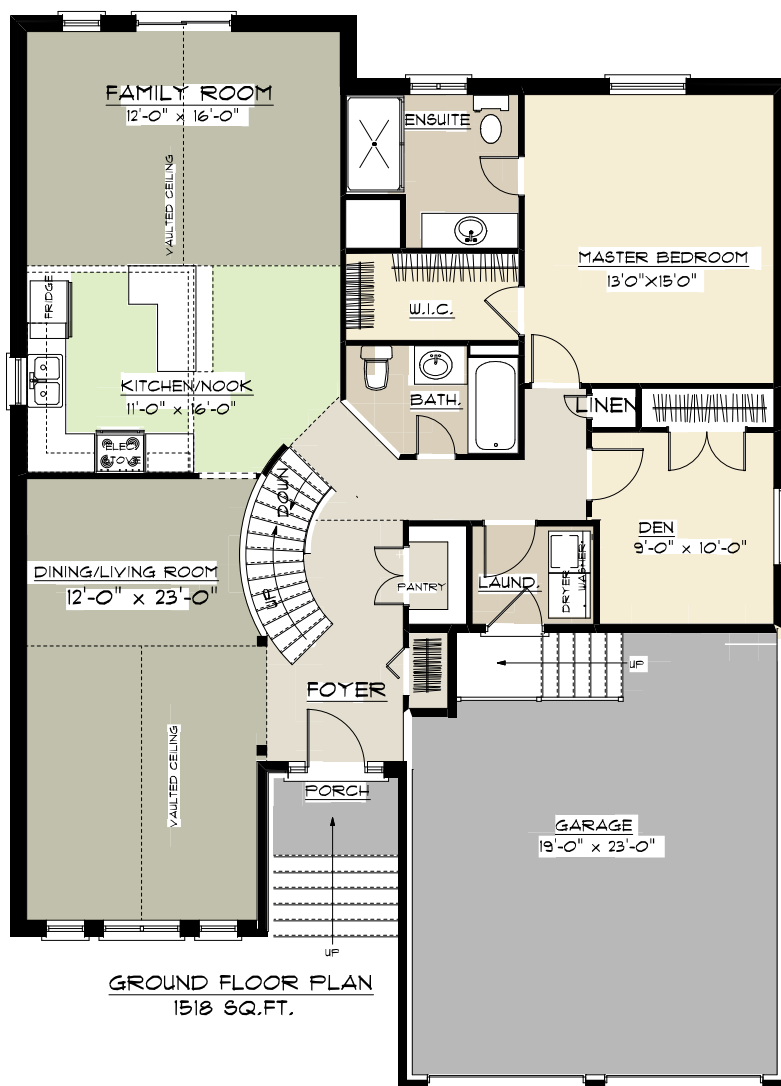 FAMILY ROOM
12'-0" x 16'-0"
VAULTED CEILING
ENSUITE
MASTER BEDROOM
13'0"X15'0"
W.I.C.
FRIDGE
KITCHEN/NOOK
11'-0" x 16'-0"
BATH.
LINEN
ELEC
STOVE
DOWN
UP
DEN
9'-0" x 10'-0"
DINING/LIVING ROOM
12'-0" x 23'-0"
PANTRY
LAUND.
DRYER
WASHER
UP
FOYER
VAULTED CEILING
PORCH
GARAGE
19'-0" x 23'-0"
UP
GROUND FLOOR PLAN
1518 SQ.FT.